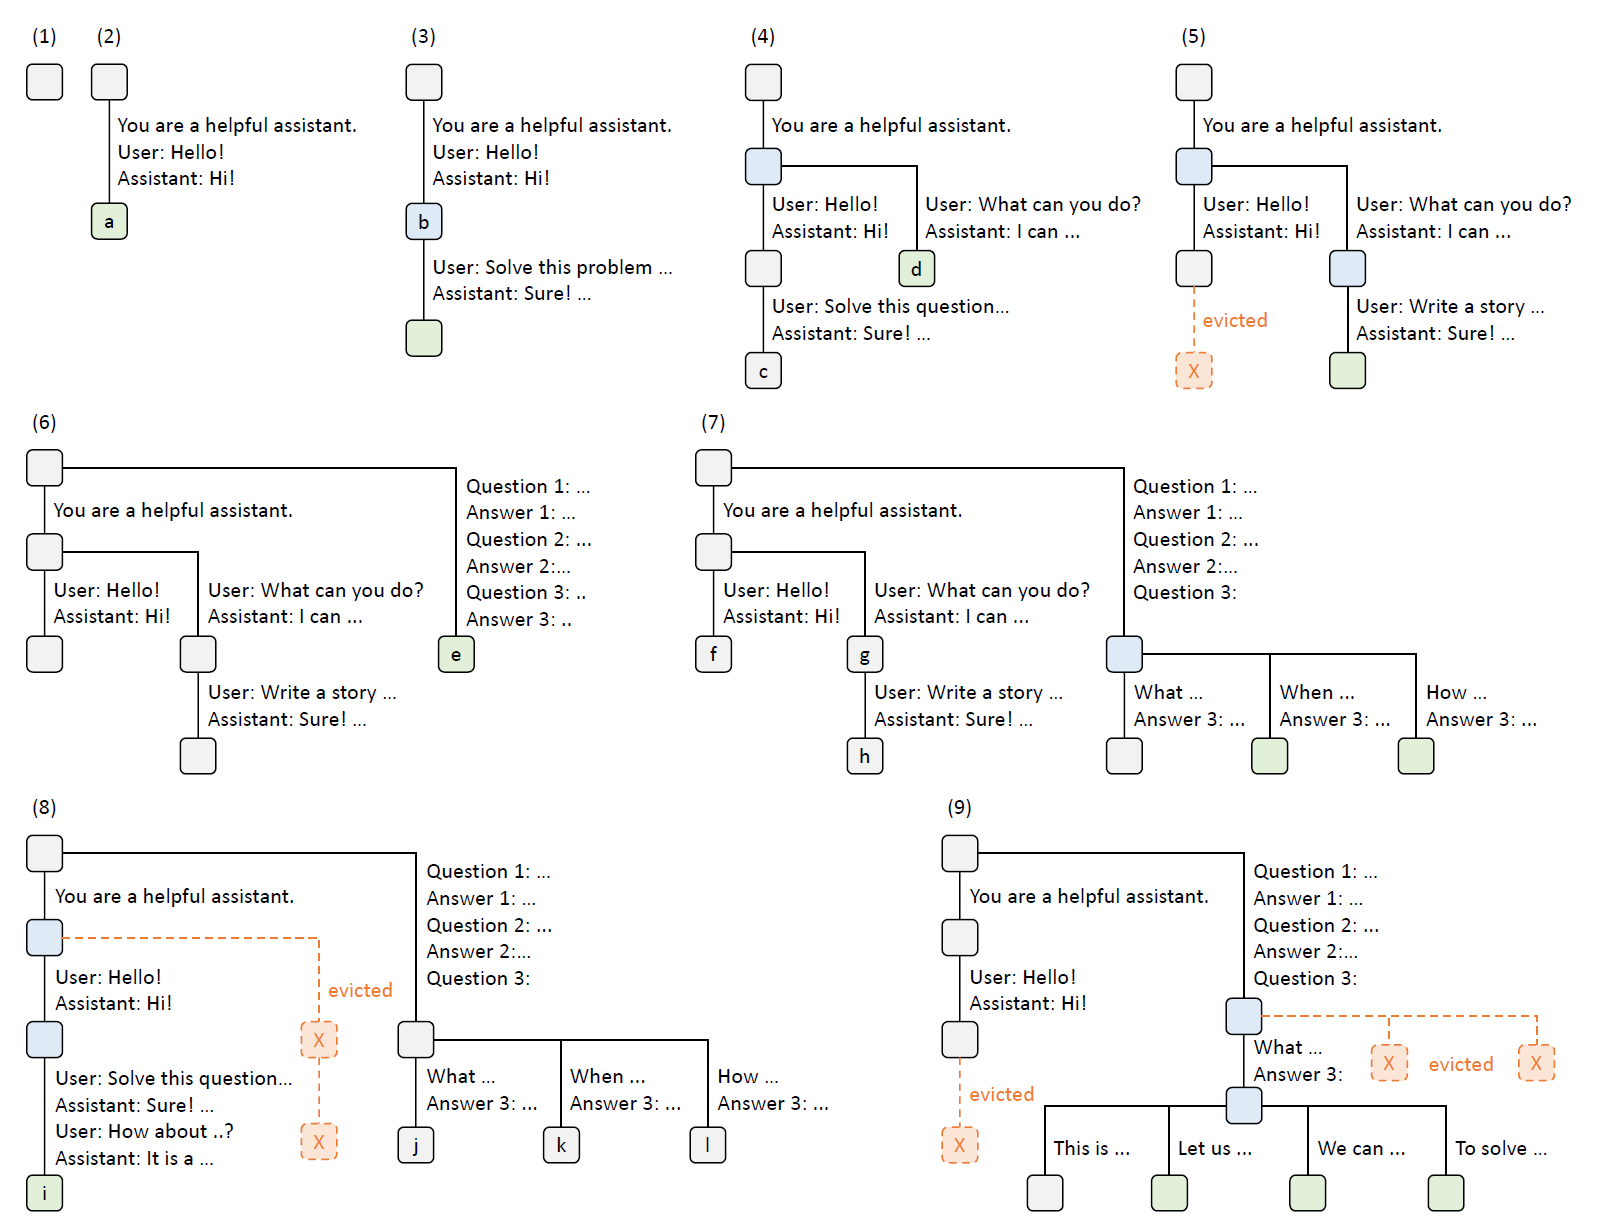 (1)
(2)
You are a helpful assistant.
User: Hello!
Assistant: Hi!
a
(3)
You are a helpful assistant.
User: Hello!
Assistant: Hi!
b
User: Solve this problem ...
Assistant: Sure! ...
(4)
You are a helpful assistant.
User: Hello!
Assistant: Hi!
User: What can you do?
Assistant: I can ...
d
User: Solve this question...
Assistant: Sure! ...
c
(5)
You are a helpful assistant.
User: Hello!
Assistant: Hi!
User: What can you do?
Assistant: I can ...
evicted
X
User: Write a story ...
Assistant: Sure! ...
(6)
You are a helpful assistant.
User: Hello!
Assistant: Hi!
User: What can you do?
Assistant: I can ...
User: Write a story ...
Assistant: Sure! ...
Question 1: ...
Answer 1: ...
Question 2: ...
Answer 2:...
Question 3: ..
Answer 3: ..
e
(7)
You are a helpful assistant.
User: Hello!
Assistant: Hi!
f
User: What can you do?
Assistant: I can ...
g
User: Write a story ...
Assistant: Sure! ...
h
Question 1: ...
Answer 1: ...
Question 2: ...
Answer 2:...
Question 3:
What ...
Answer 3: ...
When ...
Answer 3: ...
How ...
Answer 3: ...
(8)
You are a helpful assistant.
User: Hello!
Assistant: Hi!
User: Solve this question...
Assistant: Sure! ...
User: How about ..?
Assistant: It is a ...
i
evicted
X
X
Question 1: ...
Answer 1: ...
Question 2: ...
Answer 2:...
Question 3:
What ...
Answer 3: ...
j
When ...
Answer 3: ...
k
How ...
Answer 3: ...
l
(9)
You are a helpful assistant.
User: Hello!
Assistant: Hi!
evicted
X
Question 1: ...
Answer 1: ...
Question 2: ...
Answer 2:...
Question 3:
What ...
Answer 3:
X
evicted
X
This is ...
Let us ...
We can ...
To solve ...